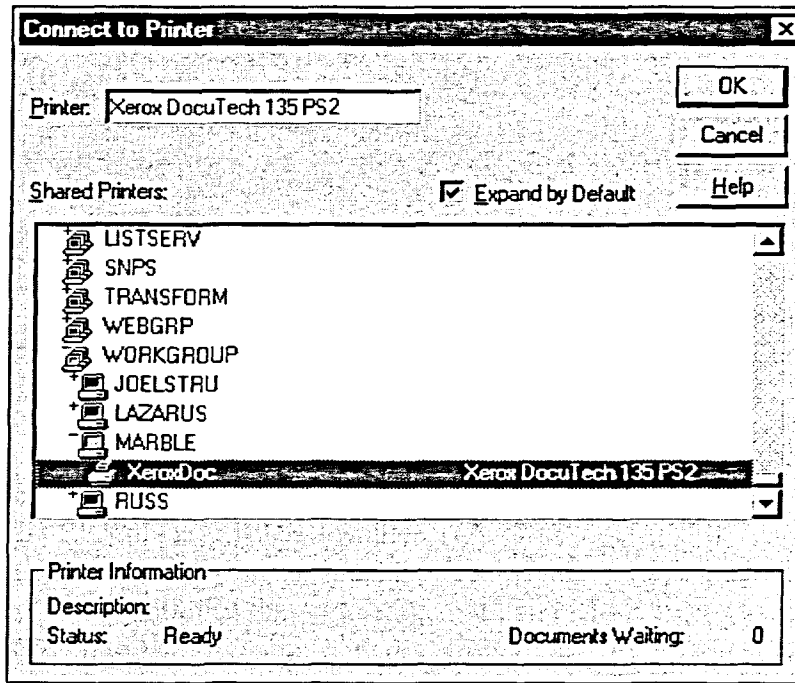 Connect to Printer
Printer: Xerox DocuTech 135 PS2
OK
Cancel
Shared Printers:
Expand by Default
Help
LISTSERV
SNPS
TRANSFORM
WEBGRP
WORKGROUP
JOELSTRU
LAZARUS
MARBLE
XeroxDoc Xerox DocuTech 135 PS2
RUSS
Printer Information
Description:
Status: Ready Documents Waiting: 0